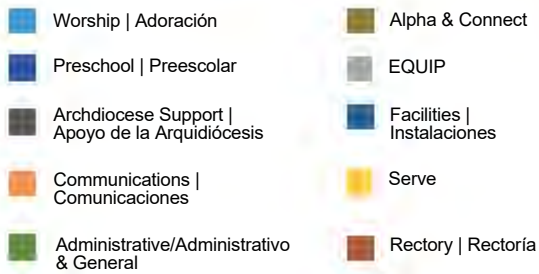 Worship | Adoración
Preschool | Preescolar
Archdiocese Support |
Apoyo de la Arquidiócesis
Communications |
Comunicaciones
Administrative/Administrativo
& General
Alpha & Connect
EQUIP
Facilities |
Instalaciones
Serve
Rectory | Rectoría